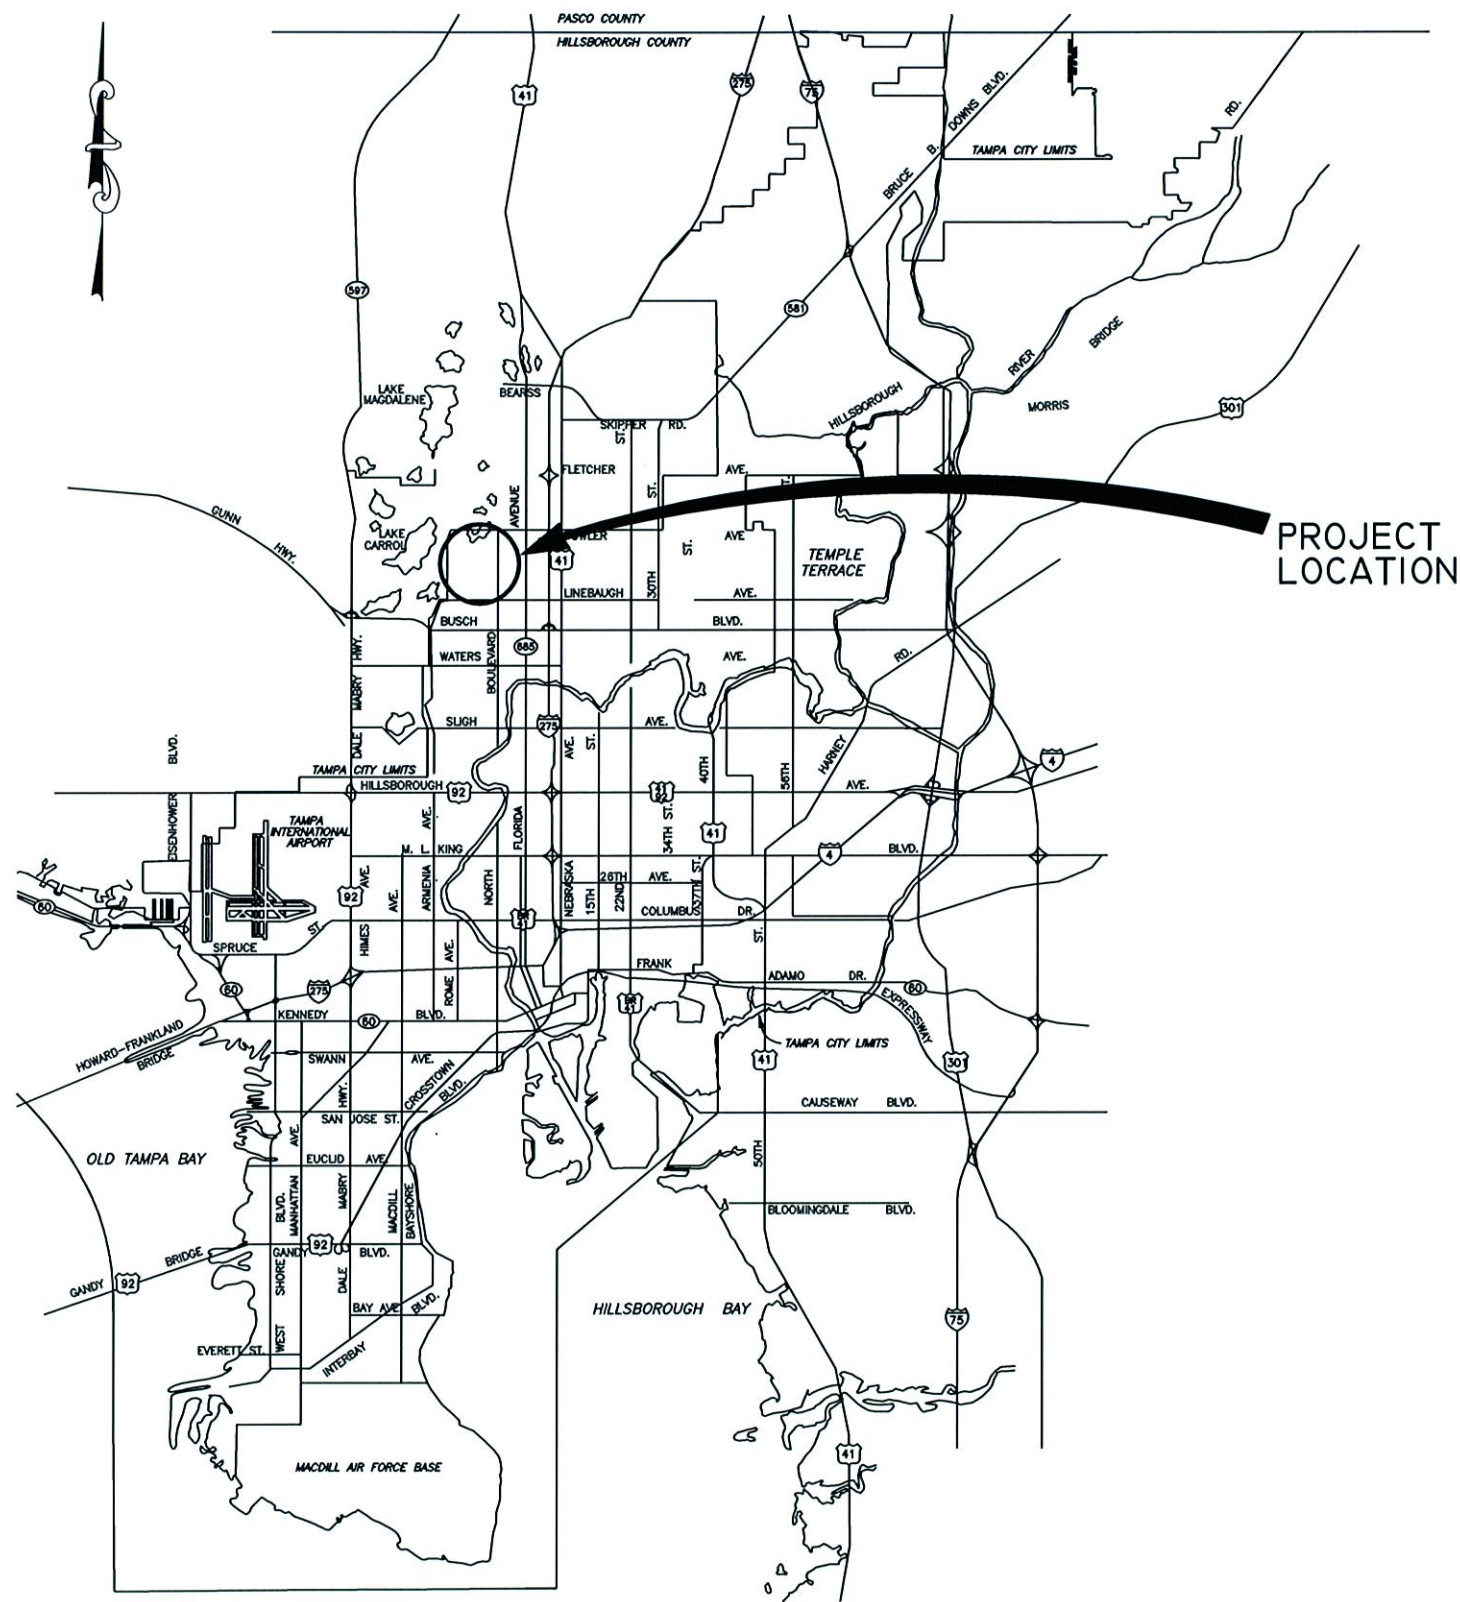 PASCO COUNTY
HILLSBOROUGH COUNTY
41
275
75
BRUCE B. DOWNS BLVD.
TAMPA CITY LIMITS
RD.
597
581
RIVER
BRIDGE
LAKE
MAGDALENE
BEARSS
HILLSBOROUGH
MORRIS
301
SKIPPER RD.
ST.
FLETCHER AVE.
GUNN HWY.
AVENUE
ST.
ST.
LAKE
CARROLL
FOWLER AVE
41
ST.
TEMPLE
TERRACE
PROJECT
LOCATION
30TH
LINEBAUGH AVE.
BUSCH BLVD.
HWY.
BOULEVARD
685
WATERS AVE.
RD.
MABRY
SLIGH AVE.
275
DALE
AVE.
ST.
HARNEY
BLVD.
TAMPA CITY LIMITS
40TH
56TH
4
HILLSBOROUGH AVE.
92
41
92
EISENHOWER
TAMPA
INTERNATIONAL
AIRPORT
AVE.
FLORIDA
34TH ST.
41
M. L. KING BLVD.
4
60
92
AVE.
AVE.
ARMENIA
NORTH
NEBRASKA
15TH
22ND
26TH AVE.
37TH ST.
41
COLUMBUS DR.
ST.
SPRUCE ST
HIMES
AVE.
ROME
FRANK
ADAMO DR.
60
60
275
41
EXPRESSWAY
KENNEDY BLVD.
60
HOWARD-FRANKLAND
BRIDGE
SWANN AVE.
TAMPA CITY LIMITS
41
301
CROSSTOWN
BLVD.
HWY.
CAUSEWAY BLVD.
SAN JOSE ST.
AVE.
OLD TAMPA BAY
EUCLID AVE.
50TH
BLVD.
MANHATTAN
MABRY
MACDILL
BAYSHORE
BLOOMINGDALE BLVD.
GANDY BRIDGE
92
92
GANDY BLVD.
SHORE
DALE
BAY AVE
BLVD.
HILLSBOROUGH BAY
75
WEST
EVERETT ST.
INTERBAY
41
MACDILL AIR FORCE BASE